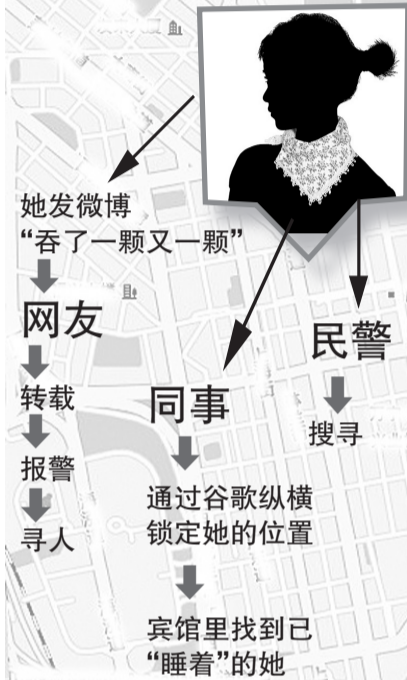 她发微博
“吞了一颗又一颗”
网友
转载
报警
寻人
同事
通过谷歌纵横
锁定她的位置
宾馆里找到已
“睡着”的她
民警
搜寻